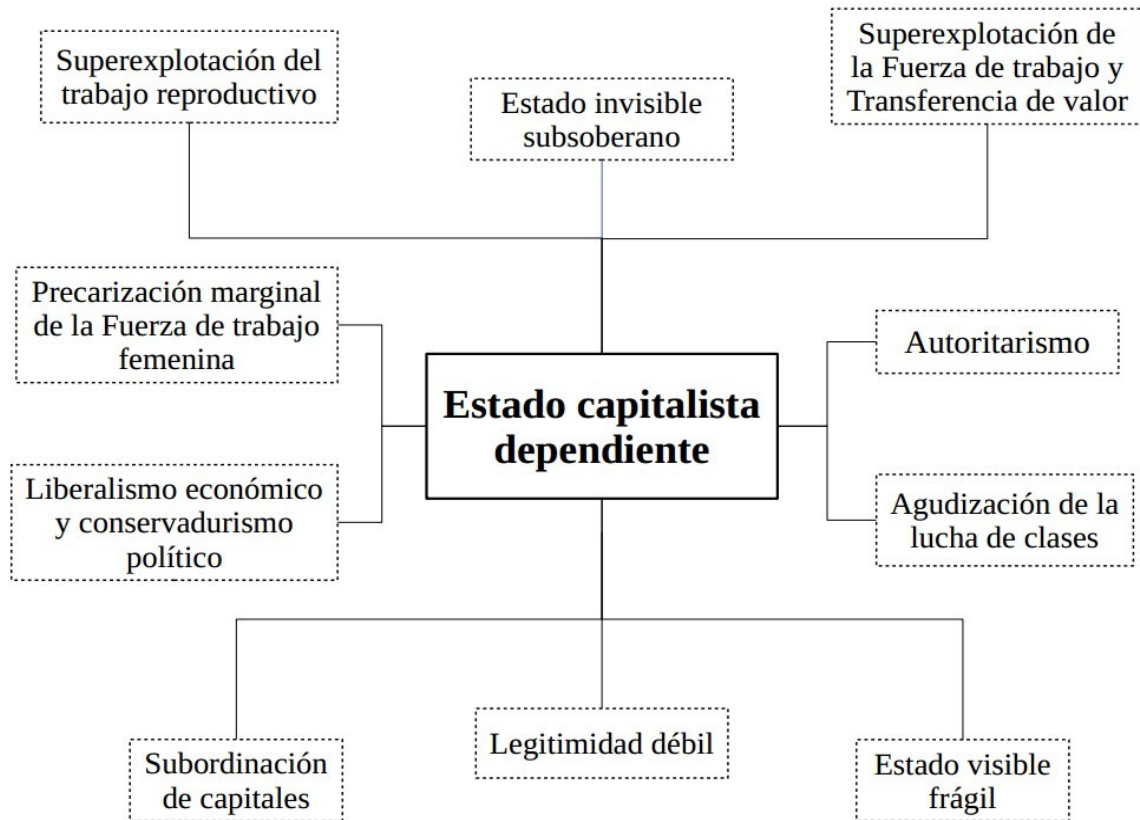 Superexplotación del
trabajo reproductivo
Estado invisible
subsoberano
Superexplotación de
la Fuerza de trabajo y
Transferencia de valor
Precarización marginal
de la Fuerza de trabajo
femenina
Autoritarismo
Estado capitalista
dependiente
Liberalismo económico
y conservadurismo
político
Agudización de la
lucha de clases
Subordinación
de capitales
Legitimidad débil
Estado visible
frágil